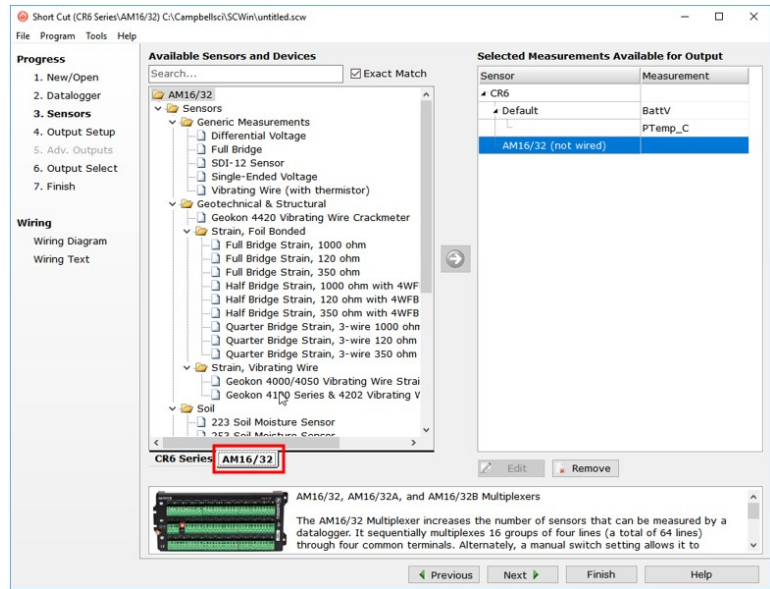 Short Cut (CR6 Series\AM16/32) C:\Campbellsci\SCWin\untitled.scw
File Program Tools Help
Progress
1. New/Open
2. Datalogger
3. Sensors
4. Output Setup
5. Adv. Outputs
6. Output Select
7. Finish
Wiring
Wiring Diagram
Wiring Text
Available Sensors and Devices
Search...
Exact Match
AM16/32
Sensors
Generic Measurements
Differential Voltage
Full Bridge
SDI-12 Sensor
Single-Ended Voltage
Vibrating Wire (with thermistor)
Geotechnical & Structural
Geokon 4420 Vibrating Wire Crackmeter
Strain, Foil Bonded
Full Bridge Strain, 1000 ohm
Full Bridge Strain, 120 ohm
Full Bridge Strain, 350 ohm
Half Bridge Strain, 1000 ohm with 4WF
Half Bridge Strain, 120 ohm with 4WFB
Half Bridge Strain, 350 ohm with 4WFB
Quarter Bridge Strain, 3-wire 1000 ohm
Quarter Bridge Strain, 3-wire 120 ohm
Quarter Bridge Strain, 3-wire 350 ohm
Strain, Vibrating Wire
Geokon 4000/4050 Vibrating Wire Strai
Geokon 4100 Series & 4202 Vibrating V
Soil
223 Soil Moisture Sensor
253 Soil Moisture Sensor
CR6 Series AM16/32
Selected Measurements Available for Output
Sensor Measurement
CR6
Default BattV
PTemp_C
AM16/32 (not wired)
Edit Remove
AM16/32, AM16/32A, and AM16/32B Multiplexers
The AM16/32 Multiplexer increases the number of sensors that can be measured by a
datalogger. It sequentially multiplexes 16 groups of four lines (a total of 64 lines)
through four common terminals. Alternately, a manual switch setting allows it to
Previous Next Finish Help